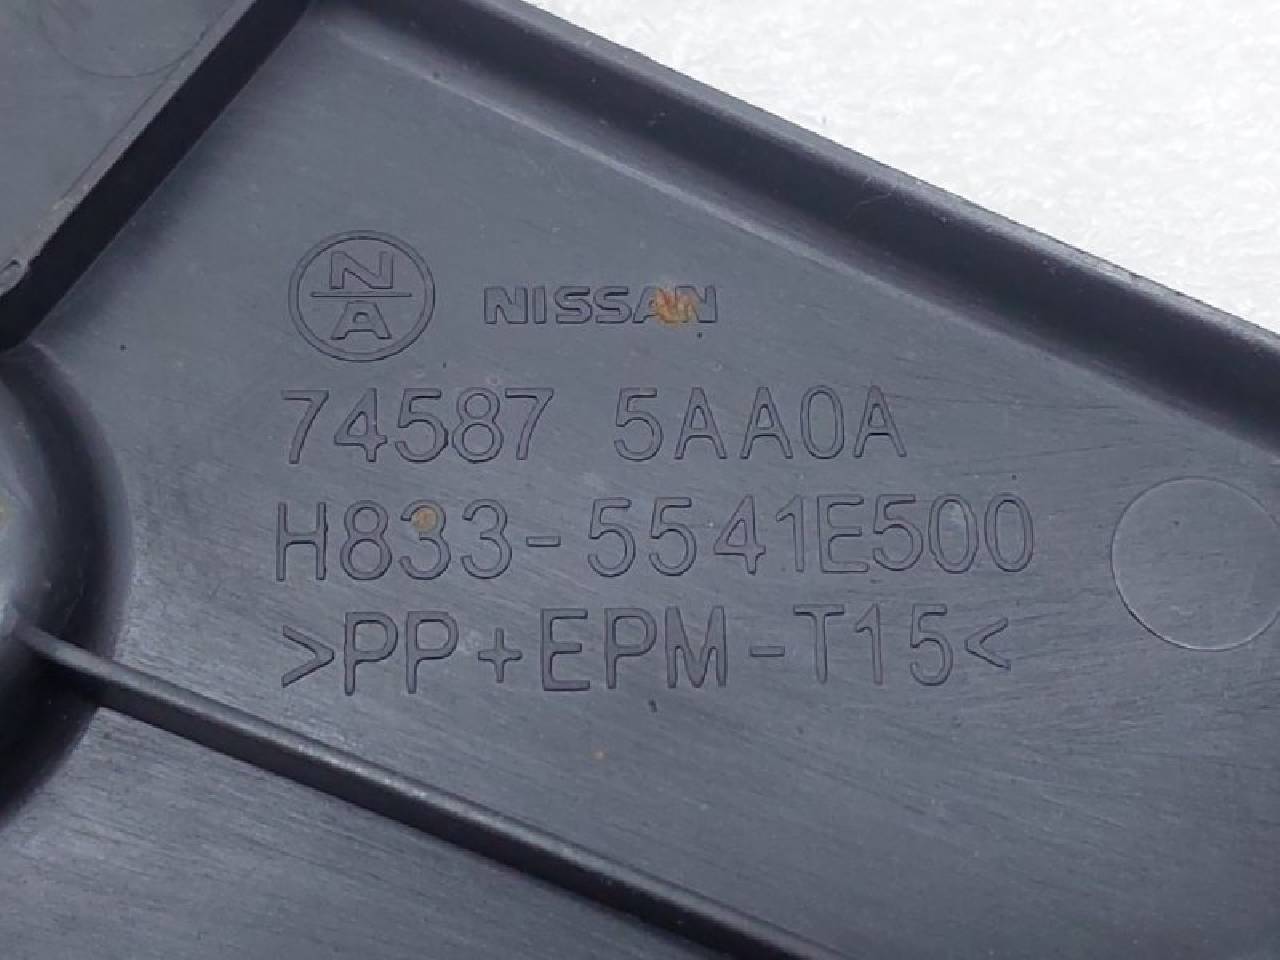 N
A
NISSAN
74587 5AA0A
H833-5541E500
>PP+EPM-T15<